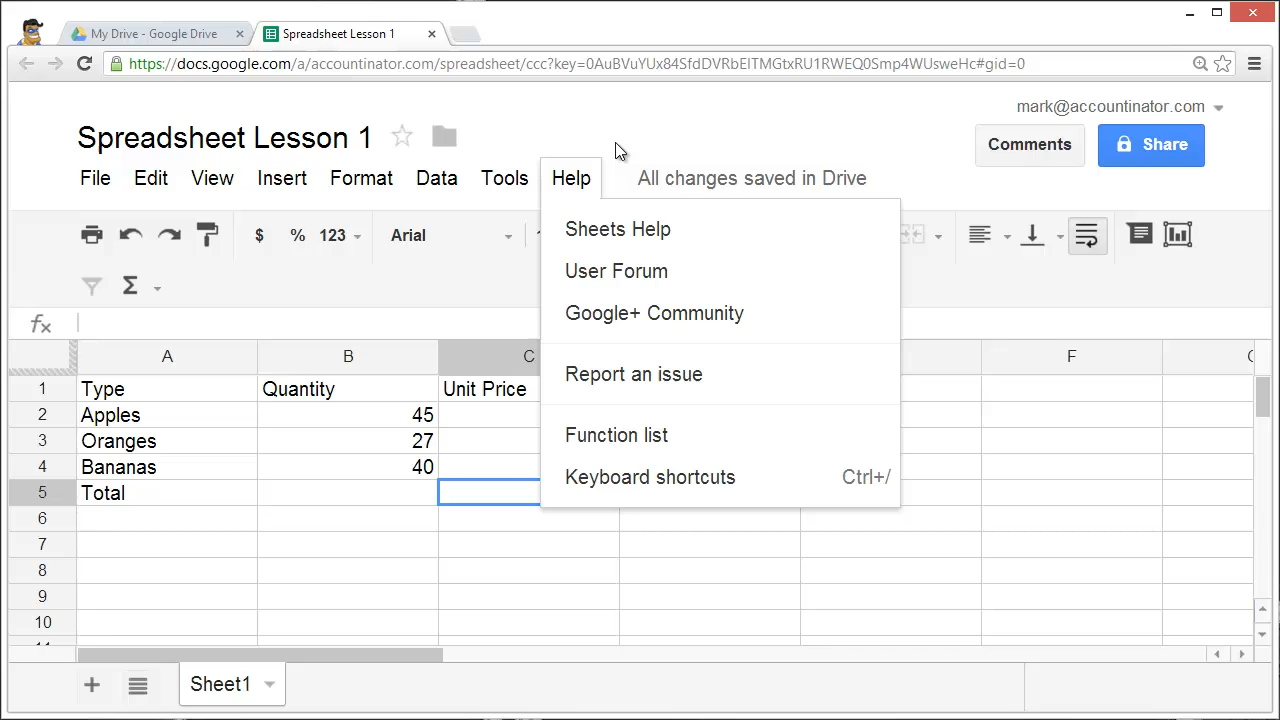 My Drive - Google Drive
Spreadsheet Lesson 1
https://docs.google.com/a/accountinator.com/spreadsheet/ccc?key=0AuBVuYUx84SfdDVRbElTMGtxRU1RWEQ0Smp4WUsweHc#gid=0
mark@accountinator.com
Spreadsheet Lesson 1
Comments
Share
File Edit View Insert Format Data Tools Help All changes saved in Drive
$ % 123 Arial
Σ
fx
Sheets Help
User Forum
Google+ Community
Report an issue
Function list
Keyboard shortcuts Ctrl+/
A B C F
1 Type Quantity Unit Price
2 Apples 45
3 Oranges 27
4 Bananas 40
5 Total
6
7
8
9
10
Sheet1